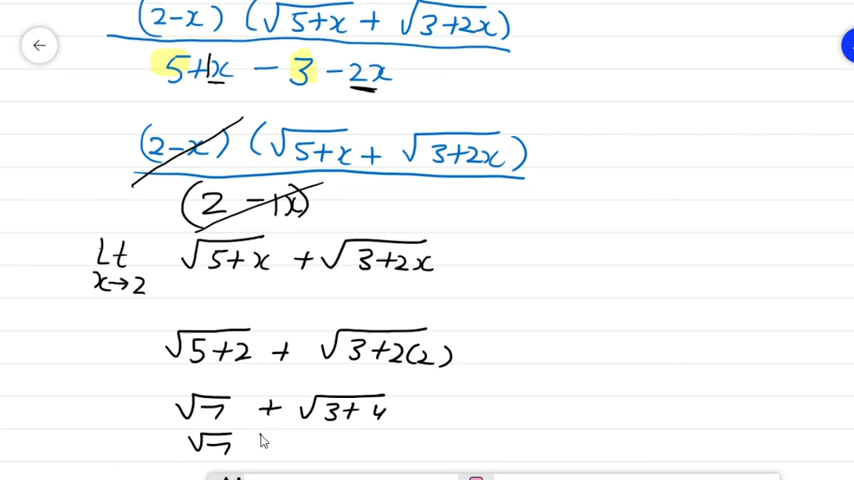 (2-x) (√5+x + √3+2x)
5+1x - 3 - 2x
(2-x) (√5+x + √3+2x)
(2 -1x)
Lt √5+x + √3+2x
x→2
√5+2 + √3+2(2)
√7 + √3+4
√7